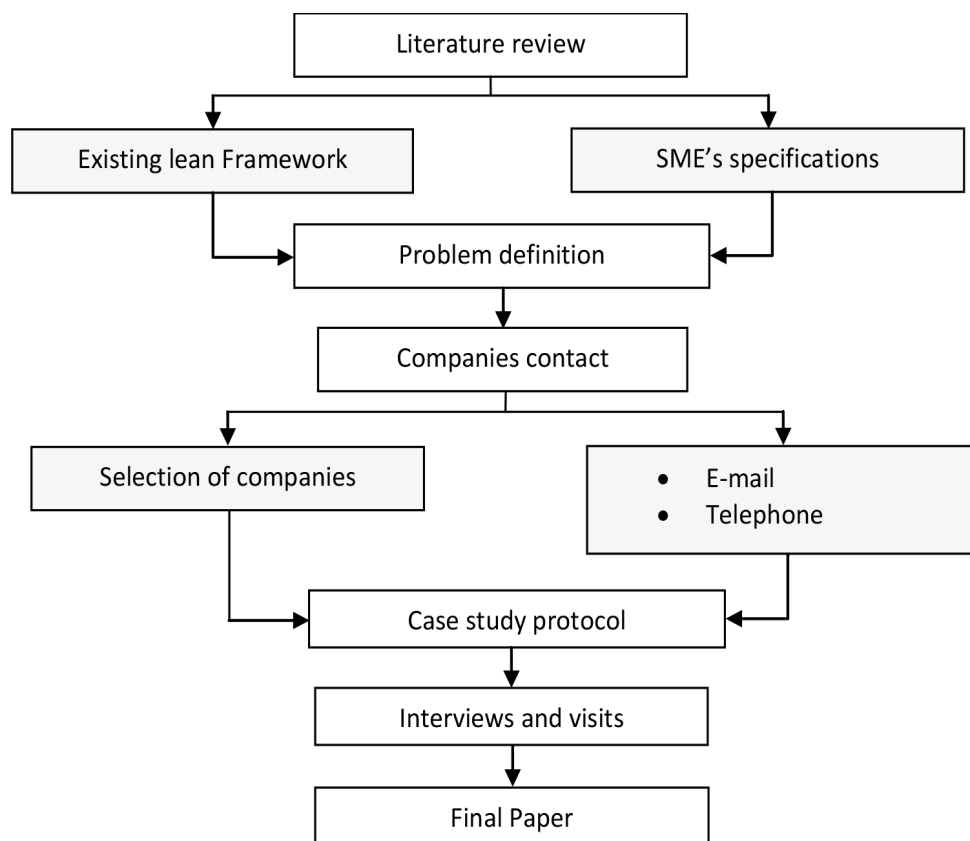 Literature review
Existing lean Framework
SME’s specifications
Problem definition
Companies contact
Selection of companies
• E-mail
• Telephone
Case study protocol
Interviews and visits
Final Paper